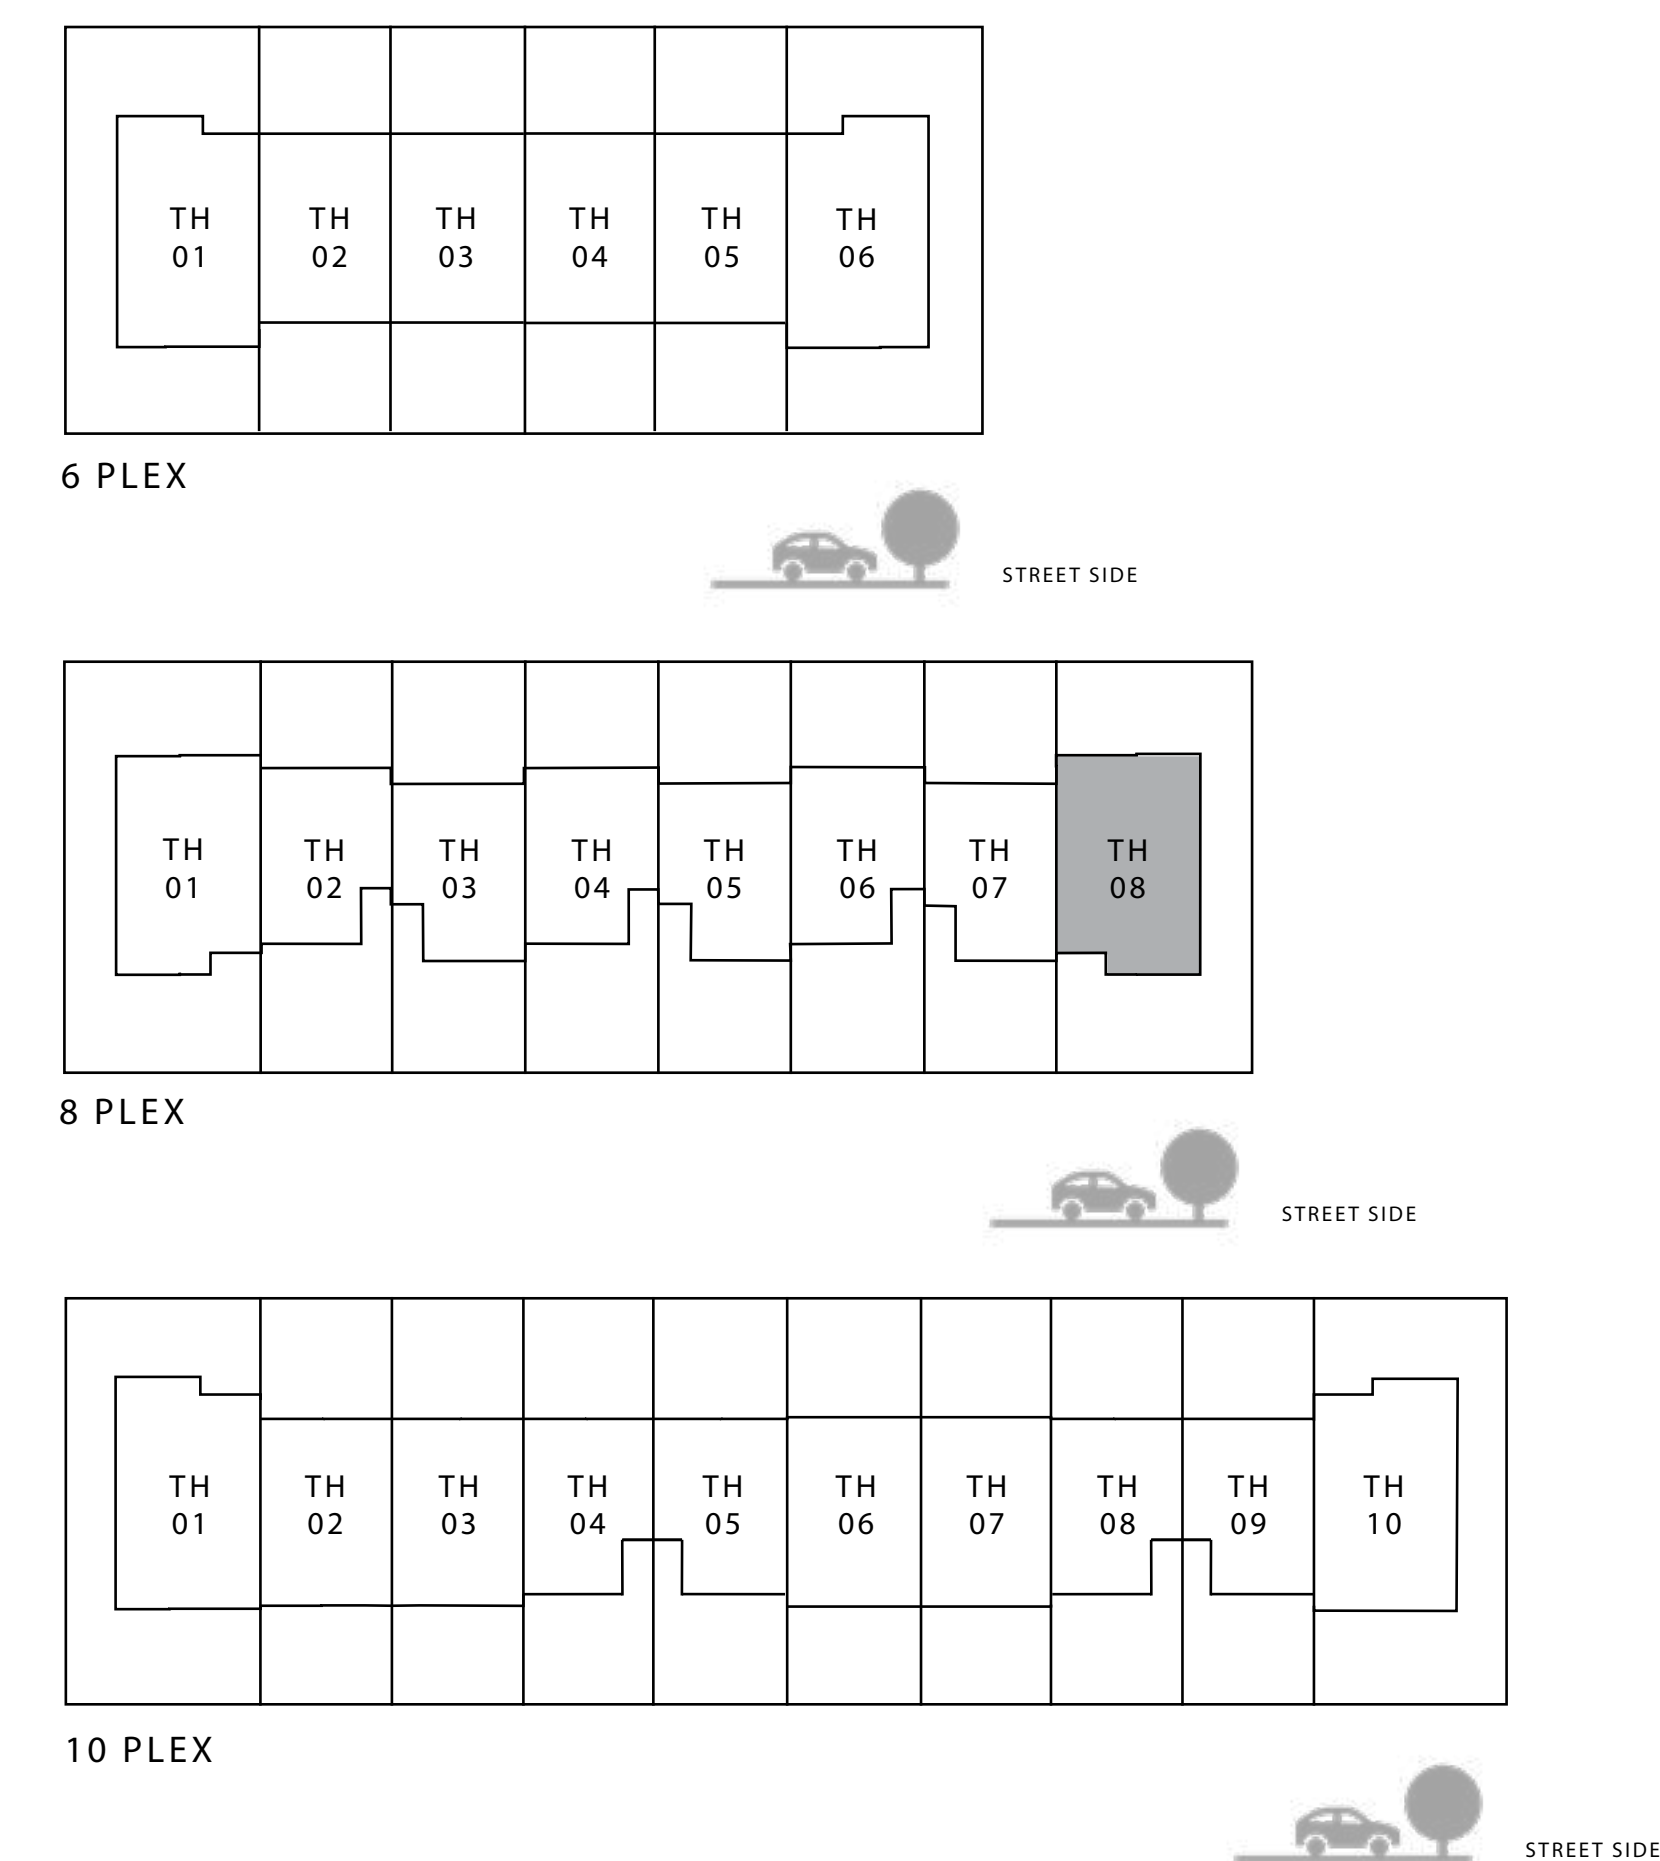 TH TH TH TH TH TH
01 02 03 04 05 06
6 PLEX
STREET SIDE
TH TH TH TH TH TH TH TH
01 02 03 04 05 06 07 08
8 PLEX
STREET SIDE
TH TH TH TH TH TH TH TH TH TH
01 02 03 04 05 06 07 08 09 10
10 PLEX
STREET SIDE